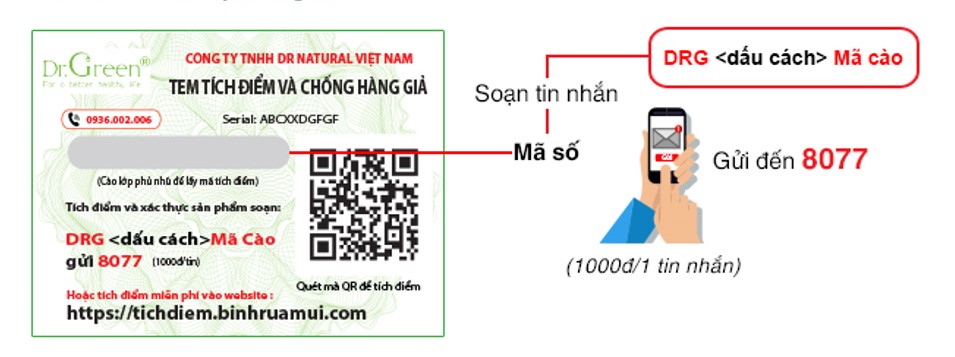 Dr.Green®
For a better healthy life
CÔNG TY TNHH DR NATURAL VIỆT NAM
TEM TÍCH ĐIỂM VÀ CHỐNG HÀNG GIẢ
0936.002.006
Serial: ABCXXDGFGF
(Cào lớp phủ nhũ để lấy mã tích điểm)
Tích điểm và xác thực sản phẩm soạn:
DRG <dấu cách>Mã Cào
gửi 8077 (1000đ/tin)
Quét mã QR để tích điểm
Hoặc tích điểm miễn phí vào website :
https://tichdiem.binhruamui.com
DRG <dấu cách> Mã cào
Soạn tin nhắn
Mã số
Gửi đến 8077
(1000đ/1 tin nhắn)